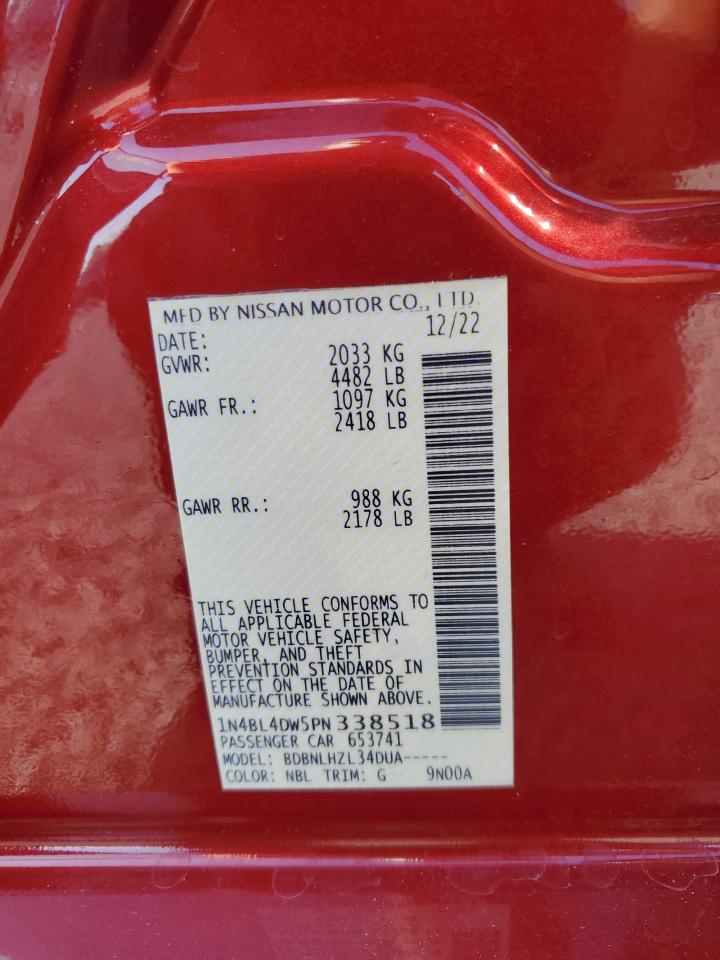 MFD BY NISSAN MOTOR CO., LTD.
DATE: 12/22
GVWR: 2033 KG
4482 LB
GAWR FR.: 1097 KG
2418 LB
GAWR RR.: 988 KG
2178 LB
THIS VEHICLE CONFORMS TO
ALL APPLICABLE FEDERAL
MOTOR VEHICLE SAFETY,
BUMPER, AND THEFT
PREVENTION STANDARDS IN
EFFECT ON THE DATE OF
MANUFACTURE SHOWN ABOVE.
1N4BL4DW5PN338518
PASSENGER CAR 653741
MODEL: BDBNLHZL34DUA-----
COLOR: NBL TRIM: G 9N00A